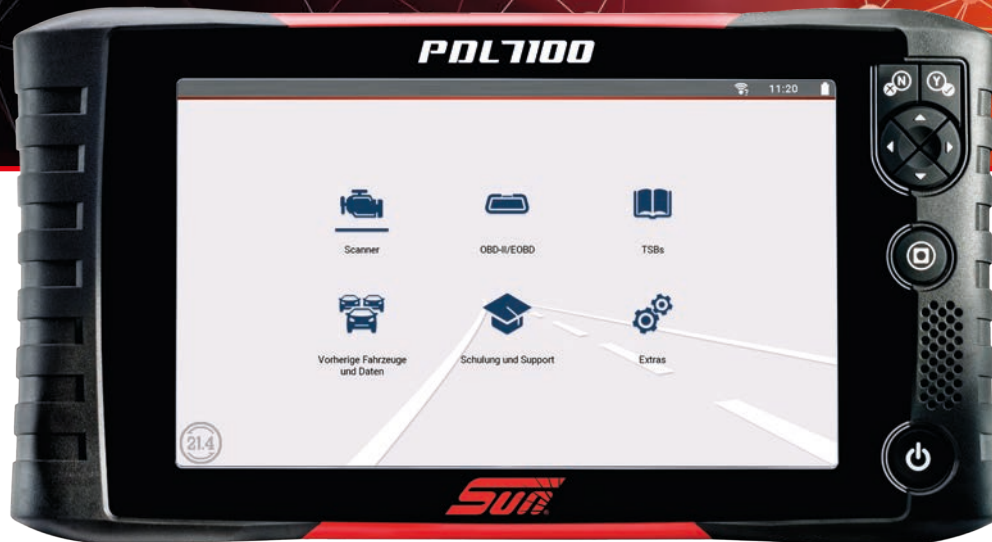 PDL7100
11:20
N
Y
Scanner
OBD-II/EOBD
TSBs
Vorherige Fahrzeuge
und Daten
Schulung und Support
Extras
21.4
Sun